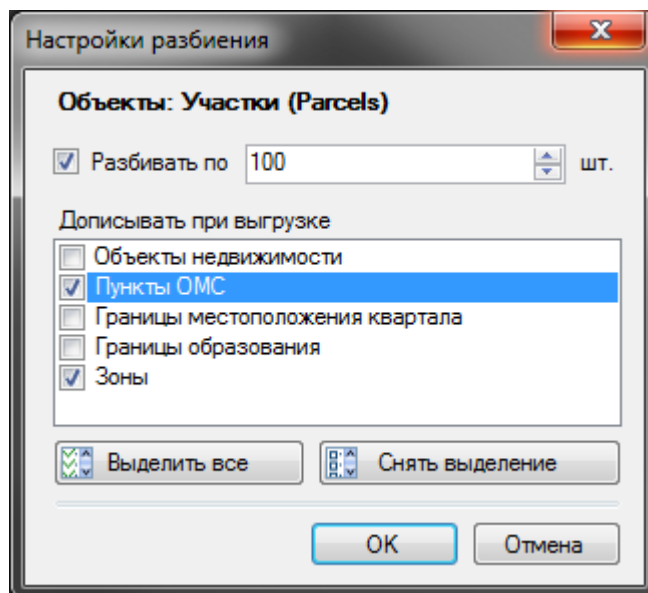 Настройки разбиения
Объекты: Участки (Parcels)
Разбивать по 100 шт.
Дописывать при выгрузке
Объекты недвижимости
Пункты ОМС
Границы местоположения квартала
Границы образования
Зоны
Выделить все Снять выделение
OK Отмена